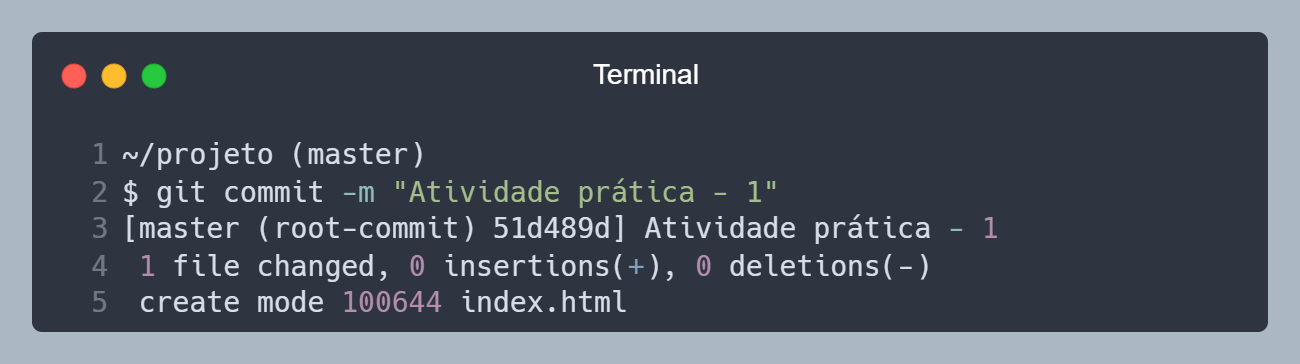 Terminal
1 ~/projeto (master)
2 $ git commit -m "Atividade prática - 1"
3 [master (root-commit) 51d489d] Atividade prática - 1
4  1 file changed, 0 insertions(+), 0 deletions(-)
5  create mode 100644 index.html